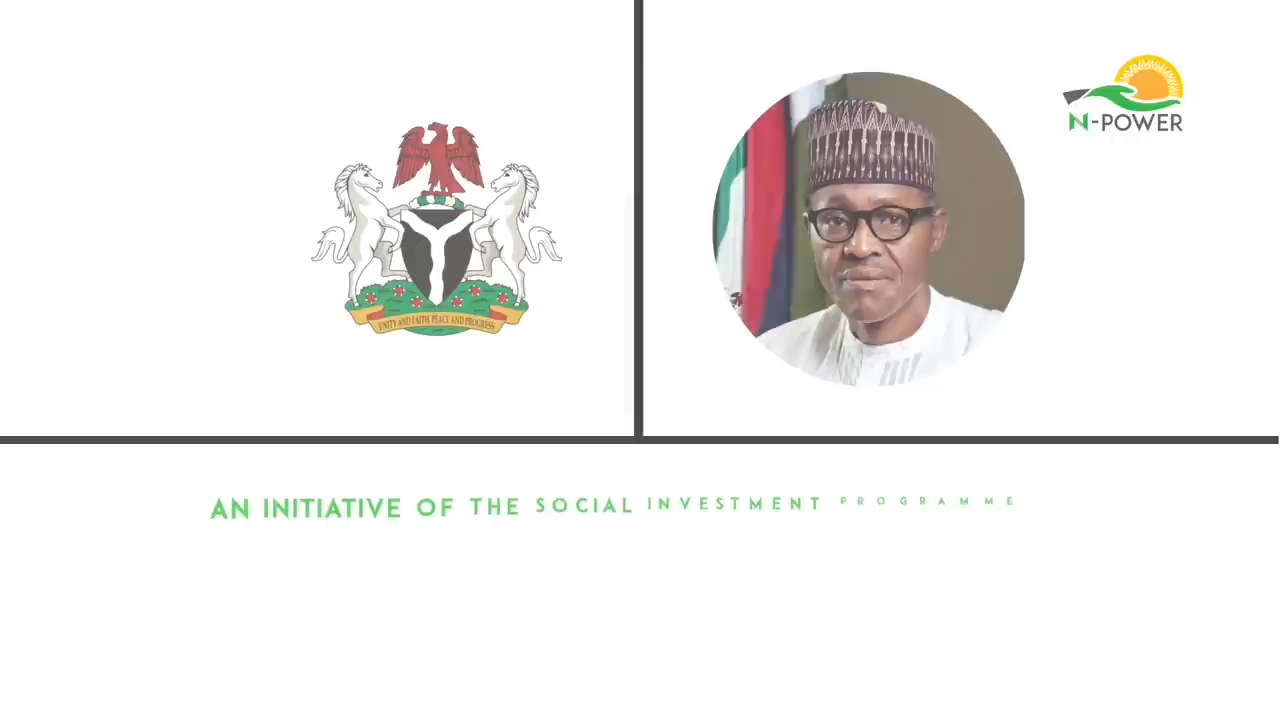 N-POWER
UNITY AND FAITH, PEACE AND PROGRESS
AN INITIATIVE OF THE SOCIAL INVESTMENT PROGRAMME